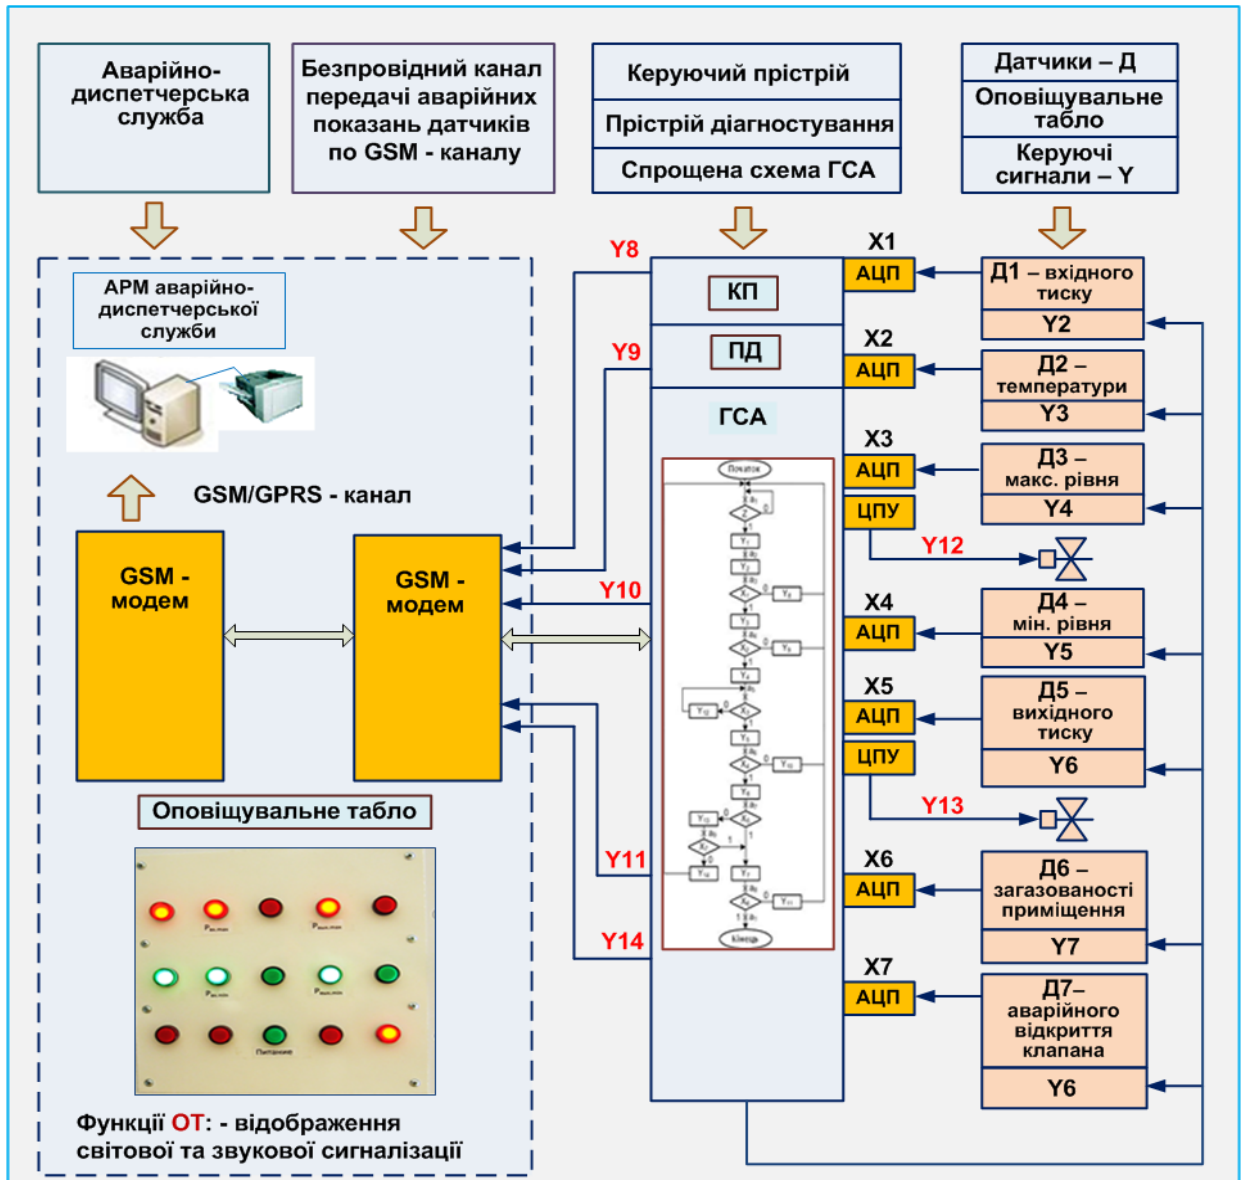 Аварійно-
диспетчерська
служба
Безпровідний канал
передачі аварійних
показань датчиків
по GSM - каналу
Керуючий прістрій
Прістрій діагностування
Спрощена схема ГСА
Датчики – Д
Оповіщувальне
табло
Керуючі
сигнали – Y
АРМ аварійно-
диспетчерської
служби
GSM/GPRS - канал
GSM -
модем
GSM -
модем
Оповіщувальне табло
Питание
Функції ОТ: - відображення
світової та звукової сигналізації
Y8
Y9
Y10
Y11
Y14
КП
ПД
ГСА
Початок
Кінець
X1
АЦП
X2
АЦП
X3
АЦП
ЦПУ
Y12
X4
АЦП
X5
АЦП
ЦПУ
Y13
X6
АЦП
X7
АЦП
Д1 – вхідного
тиску
Y2
Д2 –
температури
Y3
Д3 –
макс. рівня
Y4
Д4 –
мін. рівня
Y5
Д5 –
вихідного
тиску
Y6
Д6 –
загазованості
приміщення
Y7
Д7–
аварійного
відкриття
клапана
Y6